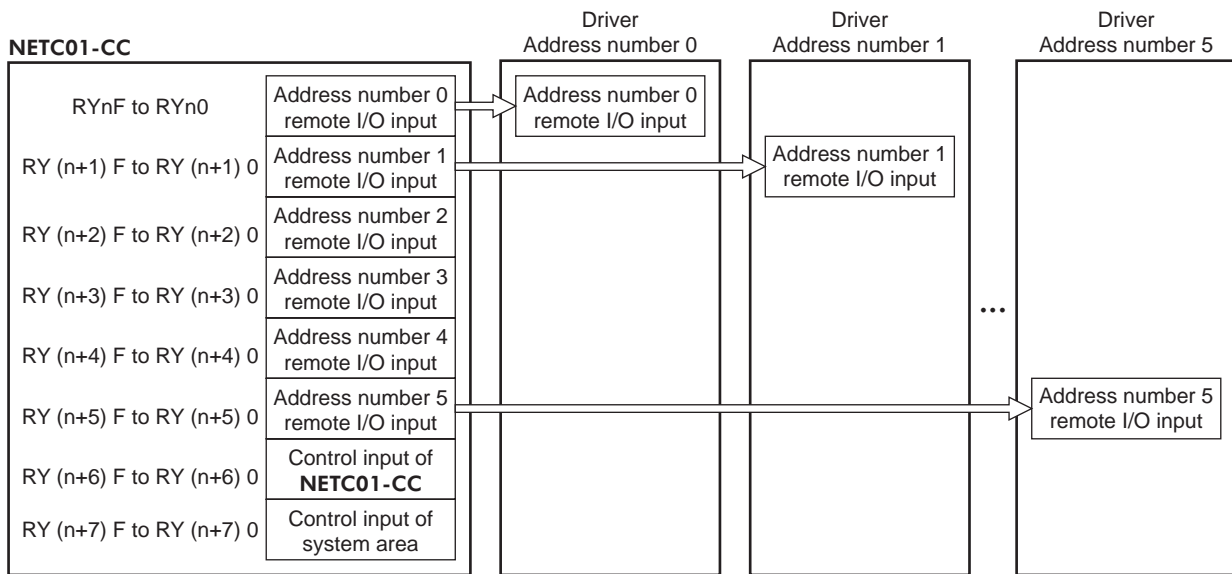 NETC01-CC
Driver
Address number 0
Driver
Address number 1
Driver
Address number 5
RYnF to RYn0
Address number 0
remote I/O input
Address number 0
remote I/O input
RY (n+1) F to RY (n+1) 0
Address number 1
remote I/O input
Address number 1
remote I/O input
RY (n+2) F to RY (n+2) 0
Address number 2
remote I/O input
RY (n+3) F to RY (n+3) 0
Address number 3
remote I/O input
...
RY (n+4) F to RY (n+4) 0
Address number 4
remote I/O input
RY (n+5) F to RY (n+5) 0
Address number 5
remote I/O input
Address number 5
remote I/O input
RY (n+6) F to RY (n+6) 0
Control input of
NETC01-CC
RY (n+7) F to RY (n+7) 0
Control input of
system area